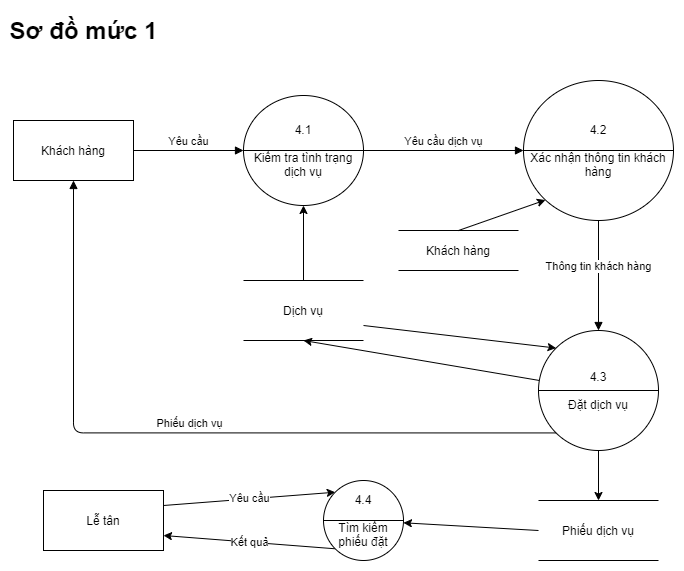 Sơ đồ mức 1
4.1
4.2
Khách hàng
Yêu cầu
Kiểm tra tình trạng
dịch vụ
Yêu cầu dịch vụ
Xác nhận thông tin khách
hàng
Khách hàng
Thông tin khách hàng
Dịch vụ
4.3
Đặt dịch vụ
Phiếu dịch vụ
Lễ tân
Yêu cầu
Kết quả
4.4
Tìm kiếm
phiếu đặt
Phiếu dịch vụ